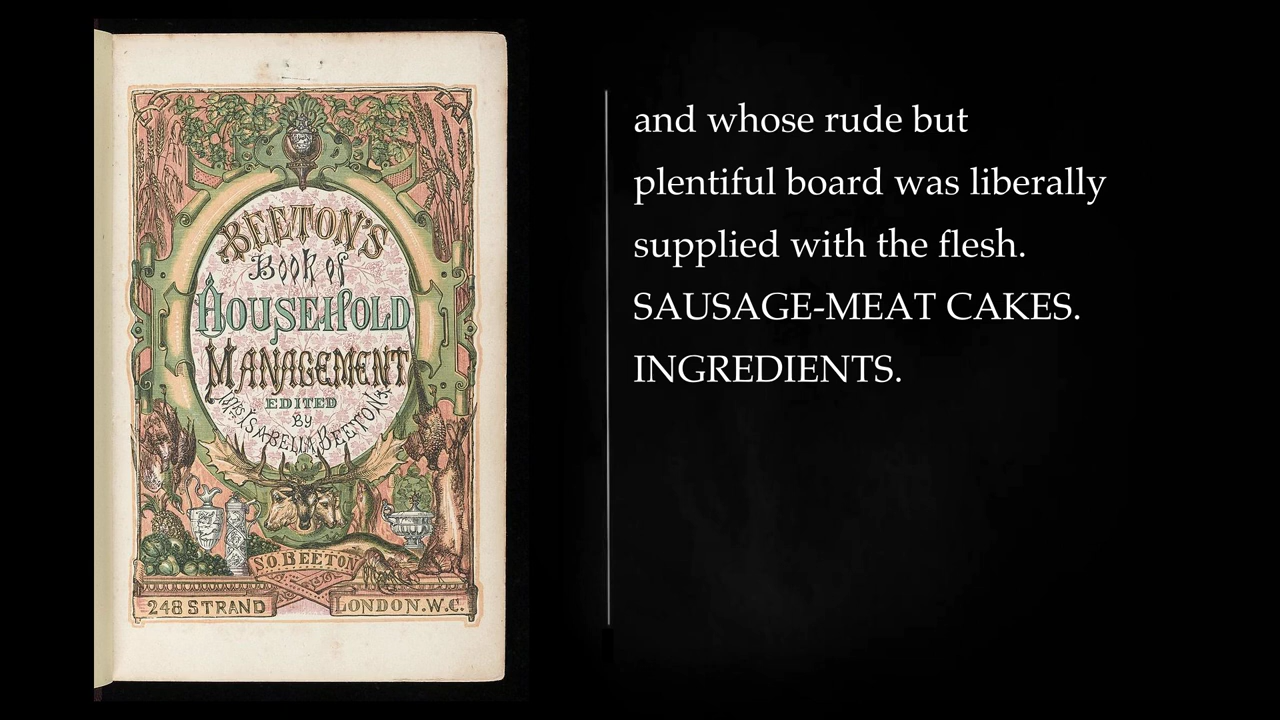 BEETON'S
Book of
HOUSEHOLD
MANAGEMENT
EDITED
BY
MRS ISABELLA BEETON
S.O. BEETON
248 STRAND
LONDON.W.C.
and whose rude but
plentiful board was liberally
supplied with the flesh.
SAUSAGE-MEAT CAKES.
INGREDIENTS.